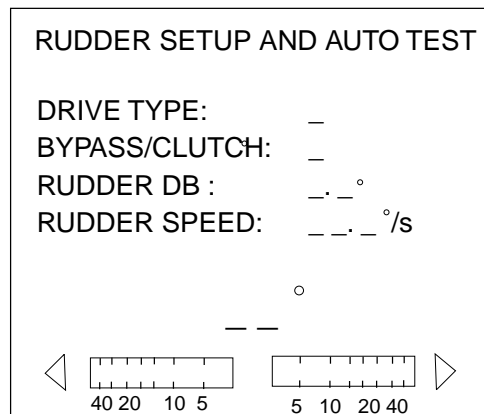 RUDDER SETUP AND AUTO TEST
DRIVE TYPE: _
BYPASS/CLUTCH: _
RUDDER DB : _._°
RUDDER SPEED: _ _._°/s
_ _°
40 20 10 5 5 10 20 40